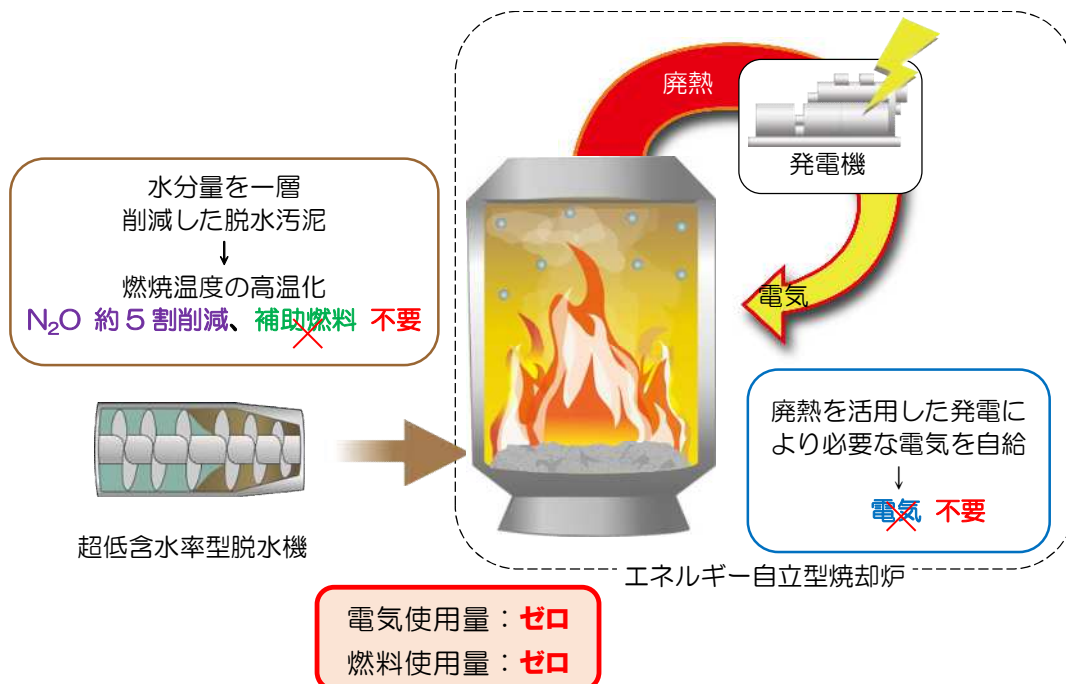 廃熱
発電機
電気
水分量を一層
削減した脱水汚泥
↓
燃焼温度の高温化
N₂O 約5割削減、補助燃料 不要
超低含水率型脱水機
廃熱を活用した発電に
より必要な電気を自給
↓
電気 不要
エネルギー自立型焼却炉
電気使用量：ゼロ
燃料使用量：ゼロ